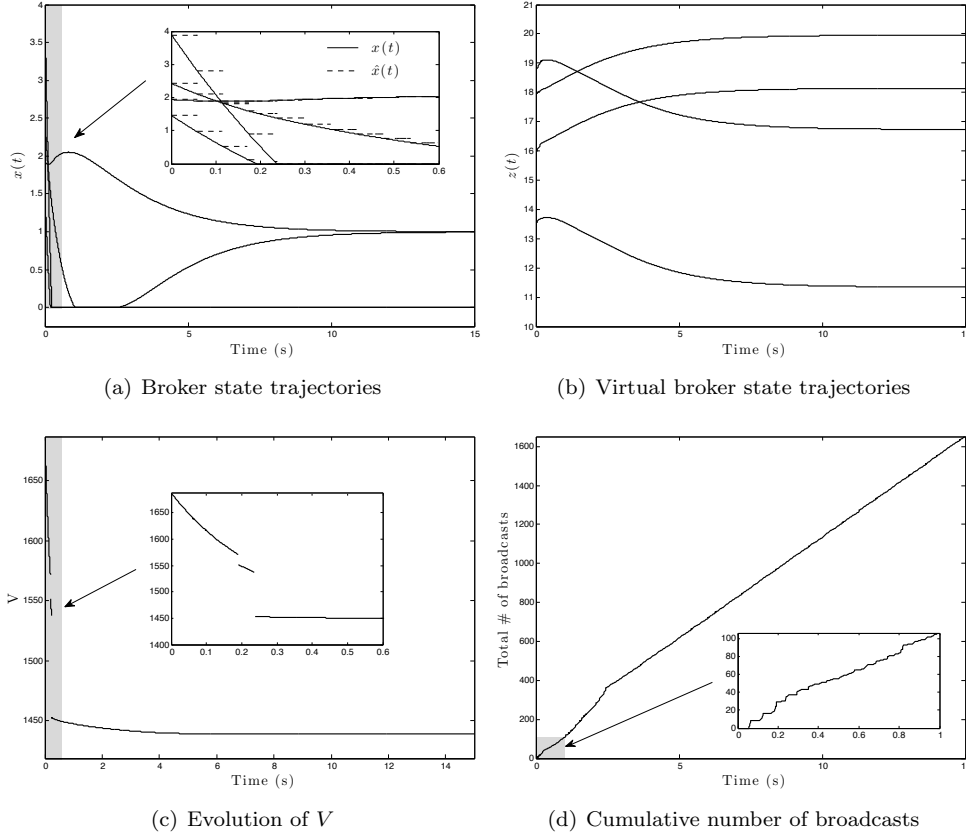 4
3.5
3
2.5
2
1.5
1
0.5
0
x(t)
0 5 10 15
Time (s)
4
3
2
1
0
0 0.1 0.2 0.3 0.4 0.5 0.6
x(t)
x̂(t)
(a) Broker state trajectories
21
20
19
18
17
16
15
14
13
12
11
10
z(t)
0 5 10 1
Time (s)
(b) Virtual broker state trajectories
1650
1600
1550
1500
1450
V
0 2 4 6 8 10 12 14
Time (s)
1650
1600
1550
1500
1450
1400
0 0.1 0.2 0.3 0.4 0.5 0.6
(c) Evolution of V
1600
1400
1200
1000
800
600
400
200
0
Total # of broadcasts
0 5 10 1
Time (s)
100
80
60
40
20
0
0 0.2 0.4 0.6 0.8 1
(d) Cumulative number of broadcasts